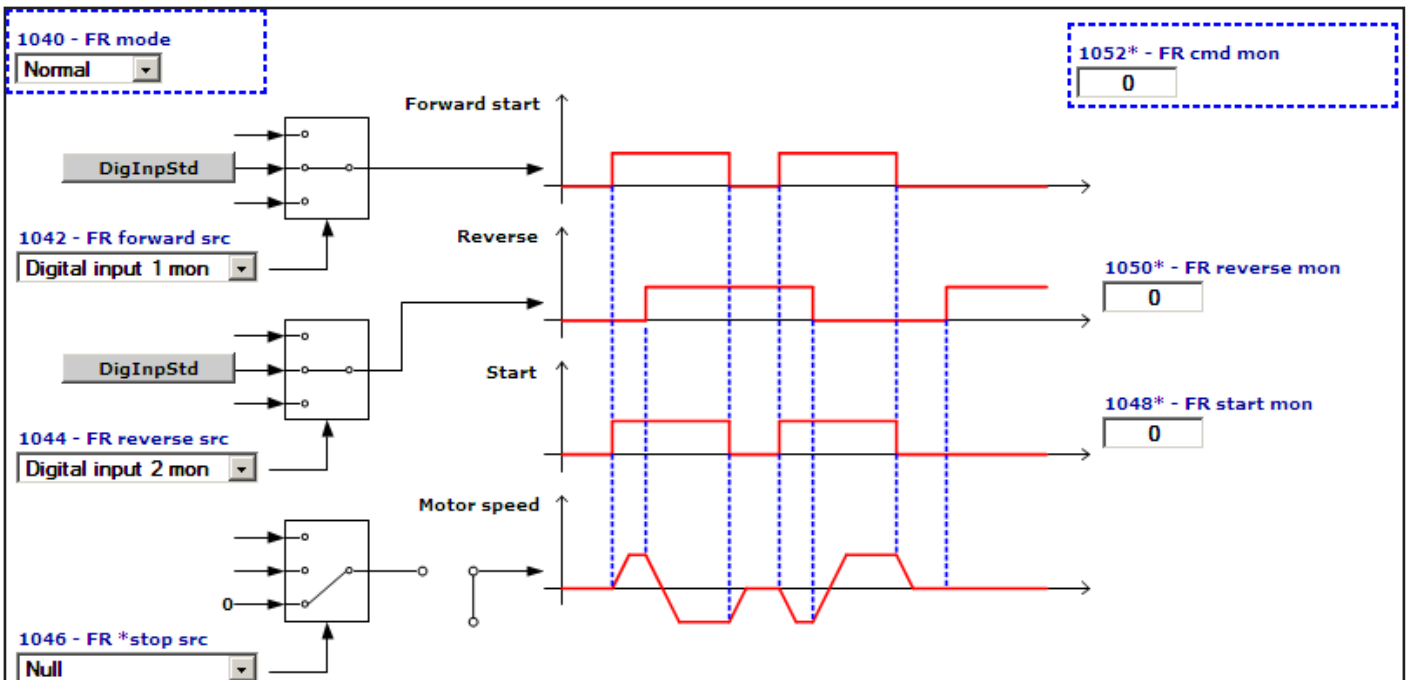 1040 - FR mode
Normal
1052* - FR cmd mon
0
Forward start
DigInpStd
1042 - FR forward src
Digital input 1 mon
Reverse
1050* - FR reverse mon
0
DigInpStd
Start
1048* - FR start mon
0
1044 - FR reverse src
Digital input 2 mon
Motor speed
0
1046 - FR *stop src
Null